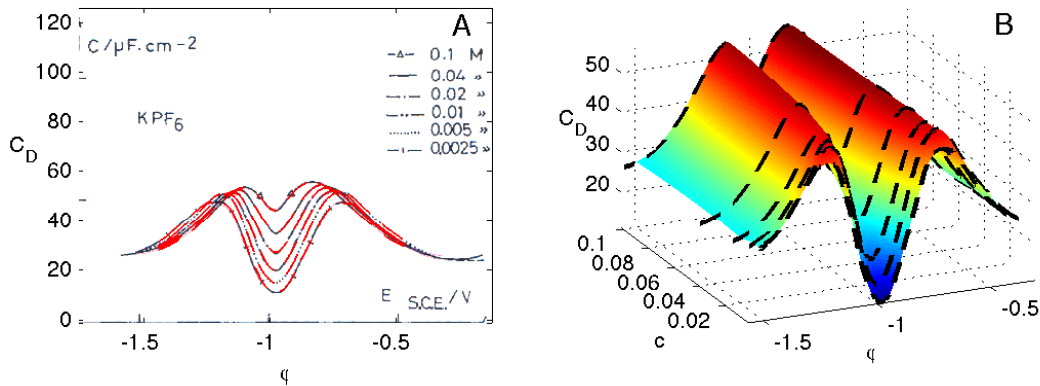 A
C/μF.cm-2
KPF6
0.1 M
0.04 »
0.02 »
0.01 »
0.005 »
0.0025 »
E S.C.E./V
120
100
80
60
40
20
0
CD
-1.5
-1
-0.5
φ
B
50
40
30
20
CD
0.1
0.08
0.06
0.04
0.02
c
-1.5
-1
-0.5
φ